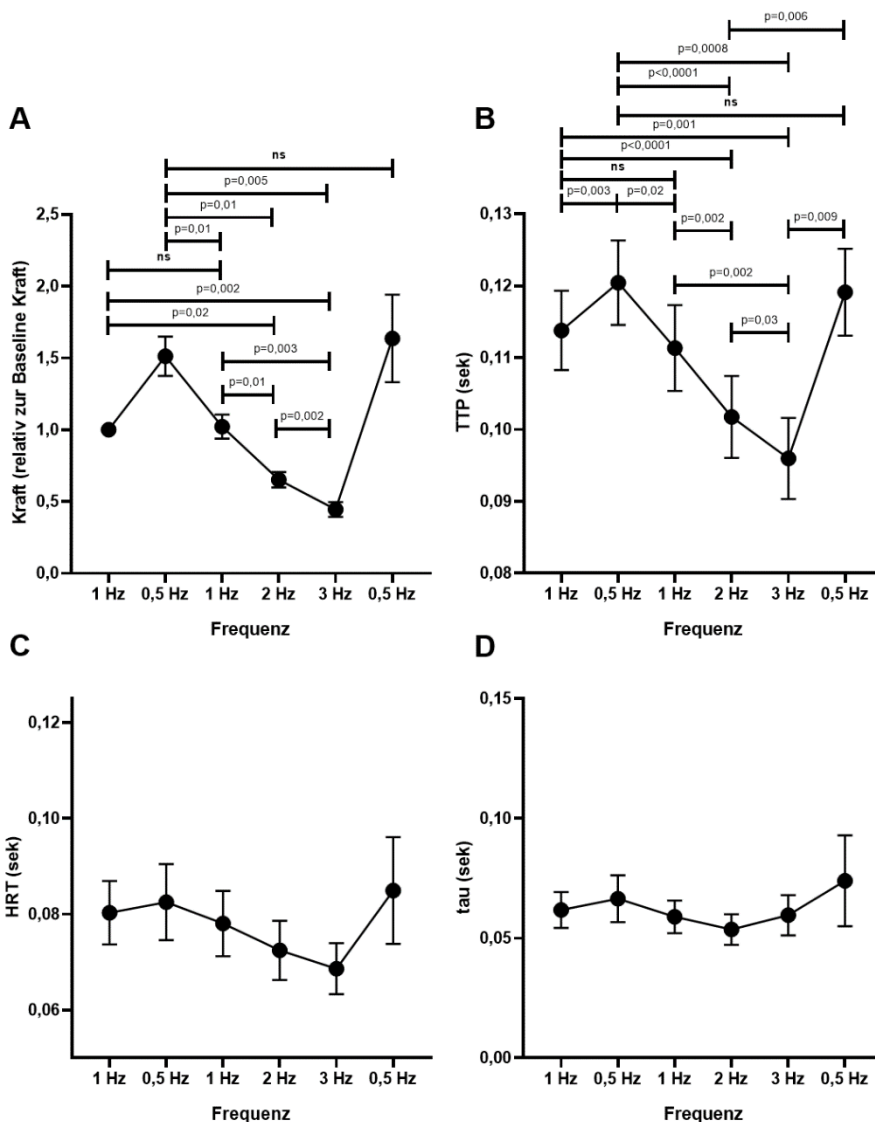 A
ns
p=0,005
p=0,01
p=0,01
ns
p=0,002
p=0,02
p=0,003
p=0,01
p=0,002
Kraft (relativ zur Baseline Kraft)
2,5
2,0
1,5
1,0
0,5
0,0
1 Hz 0,5 Hz 1 Hz 2 Hz 3 Hz 0,5 Hz
Frequenz
B
p=0,006
p=0,0008
p<0,0001
ns
p=0,001
p<0,0001
ns
p=0,003 p=0,02
p=0,002 p=0,009
p=0,002
p=0,03
TTP (sek)
0,13
0,12
0,11
0,10
0,09
0,08
1 Hz 0,5 Hz 1 Hz 2 Hz 3 Hz 0,5 Hz
Frequenz
C
HRT (sek)
0,12
0,10
0,08
0,06
1 Hz 0,5 Hz 1 Hz 2 Hz 3 Hz 0,5 Hz
Frequenz
D
tau (sek)
0,15
0,10
0,05
0,00
1 Hz 0,5 Hz 1 Hz 2 Hz 3 Hz 0,5 Hz
Frequenz